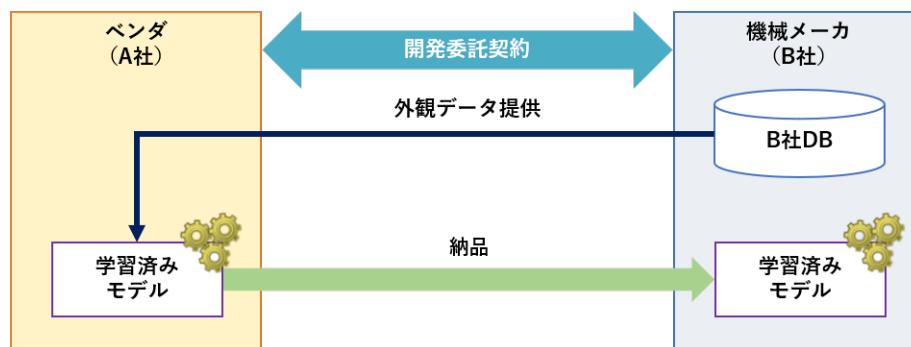 ベンダ
（A社）
開発委託契約
機械メーカ
（B社）
外観データ提供
B社DB
学習済み
モデル
納品
学習済み
モデル